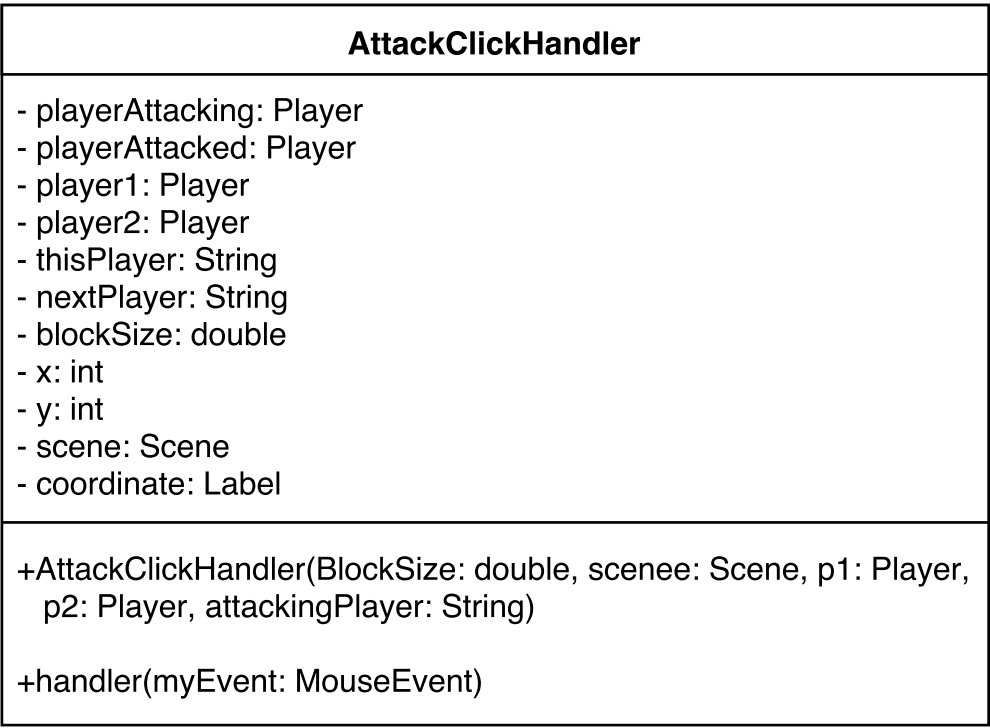 AttackClickHandler
- playerAttacking: Player
- playerAttacked: Player
- player1: Player
- player2: Player
- thisPlayer: String
- nextPlayer: String
- blockSize: double
- x: int
- y: int
- scene: Scene
- coordinate: Label
+AttackClickHandler(BlockSize: double, scenee: Scene, p1: Player,
p2: Player, attackingPlayer: String)
+handler(myEvent: MouseEvent)